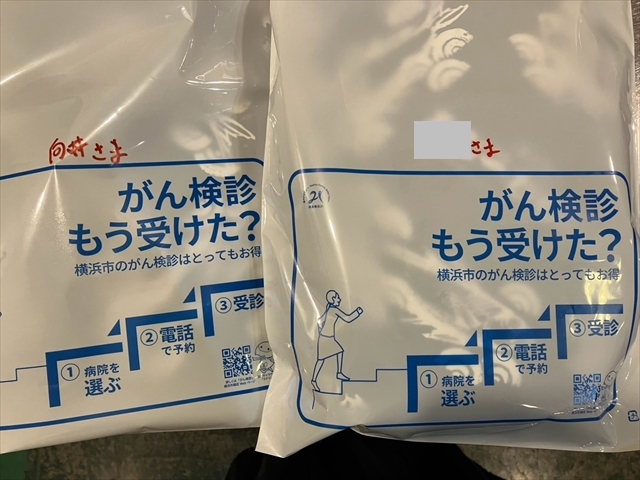 向井さま
がん検診
もう受けた?
横浜市のがん検診はとってもお得
①病院を選ぶ
②電話で予約
③受診
さま
がん検診
もう受けた?
横浜市のがん検診はとってもお得
①病院を選ぶ
②電話で予約
③受診